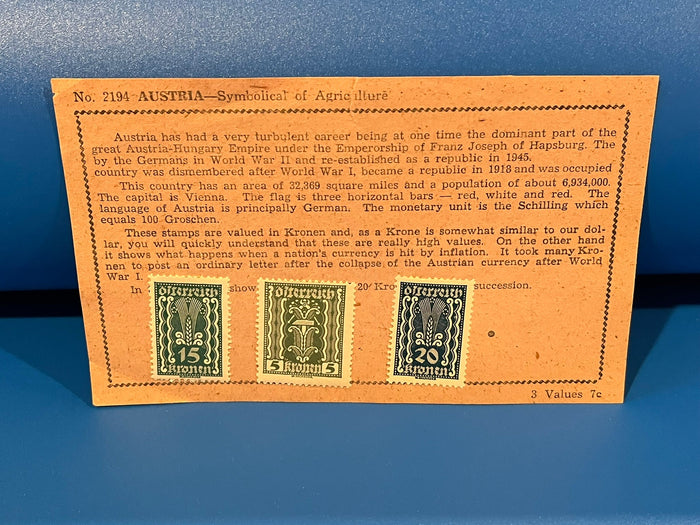 No. 2194 AUSTRIA—Symbolical of Agriculture
Austria has had a very turbulent career being at one time the dominant part of the
great Austria-Hungary Empire under the Emperorship of Franz Joseph of Hapsburg. The
by the Germans in World War II and re-established as a republic in 1945.
country was dismembered after World War I, became a republic in 1918 and was occupied
This country has an area of 32,369 square miles and a population of about 6,934,000.
The capital is Vienna. The flag is three horizontal bars — red, white and red. The
language of Austria is principally German. The monetary unit is the Schilling which
equals 100 Groschen.
These stamps are valued in Kronen and, as a Krone is somewhat similar to our dol-
lar, you will quickly understand that these are really high values. On the other hand
it shows what happens when a nation's currency is hit by inflation. It took many Kro-
nen to post an ordinary letter after the collapse of the Austrian currency after World
War I.
In show 20 Kro succession.
Österreich
15
kronen
Österreich
5 kronen 5
Österreich
20
kronen
3 Values 7c